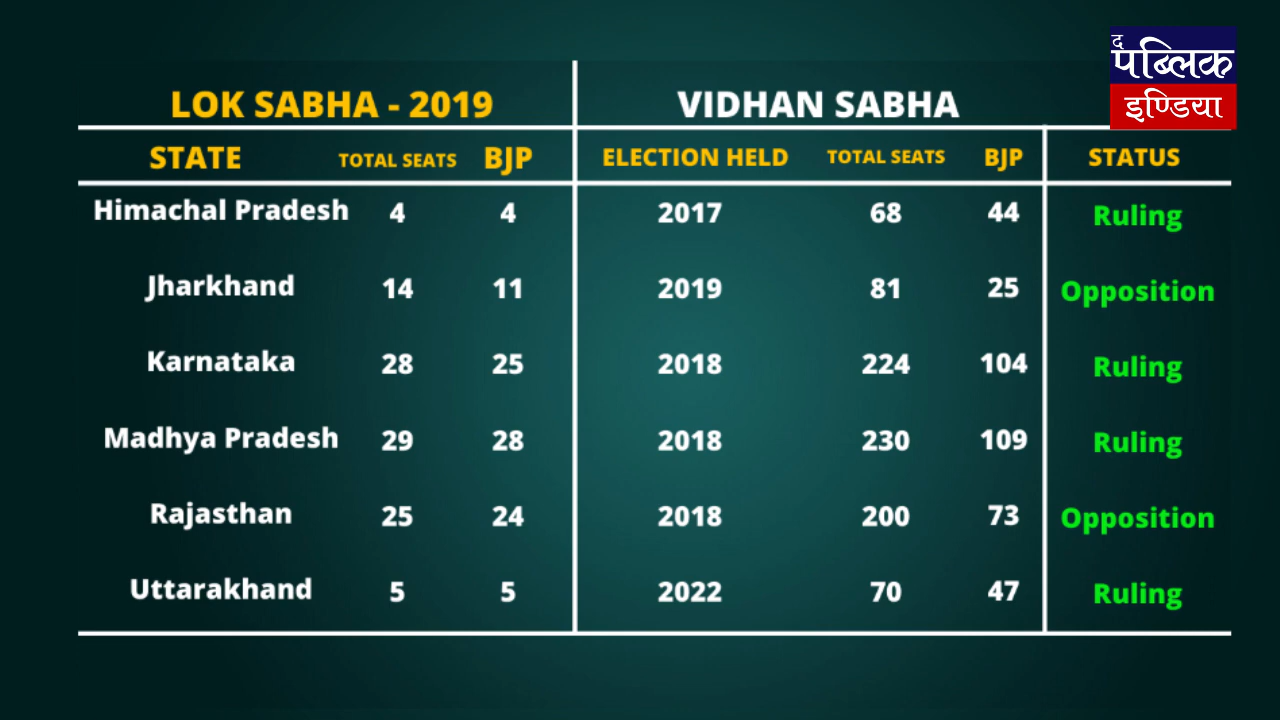 द
पब्लिक
इण्डिया
LOK SABHA - 2019 VIDHAN SABHA
STATE TOTAL SEATS BJP ELECTION HELD TOTAL SEATS BJP STATUS
Himachal Pradesh 4 4 2017 68 44 Ruling
Jharkhand 14 11 2019 81 25 Opposition
Karnataka 28 25 2018 224 104 Ruling
Madhya Pradesh 29 28 2018 230 109 Ruling
Rajasthan 25 24 2018 200 73 Opposition
Uttarakhand 5 5 2022 70 47 Ruling